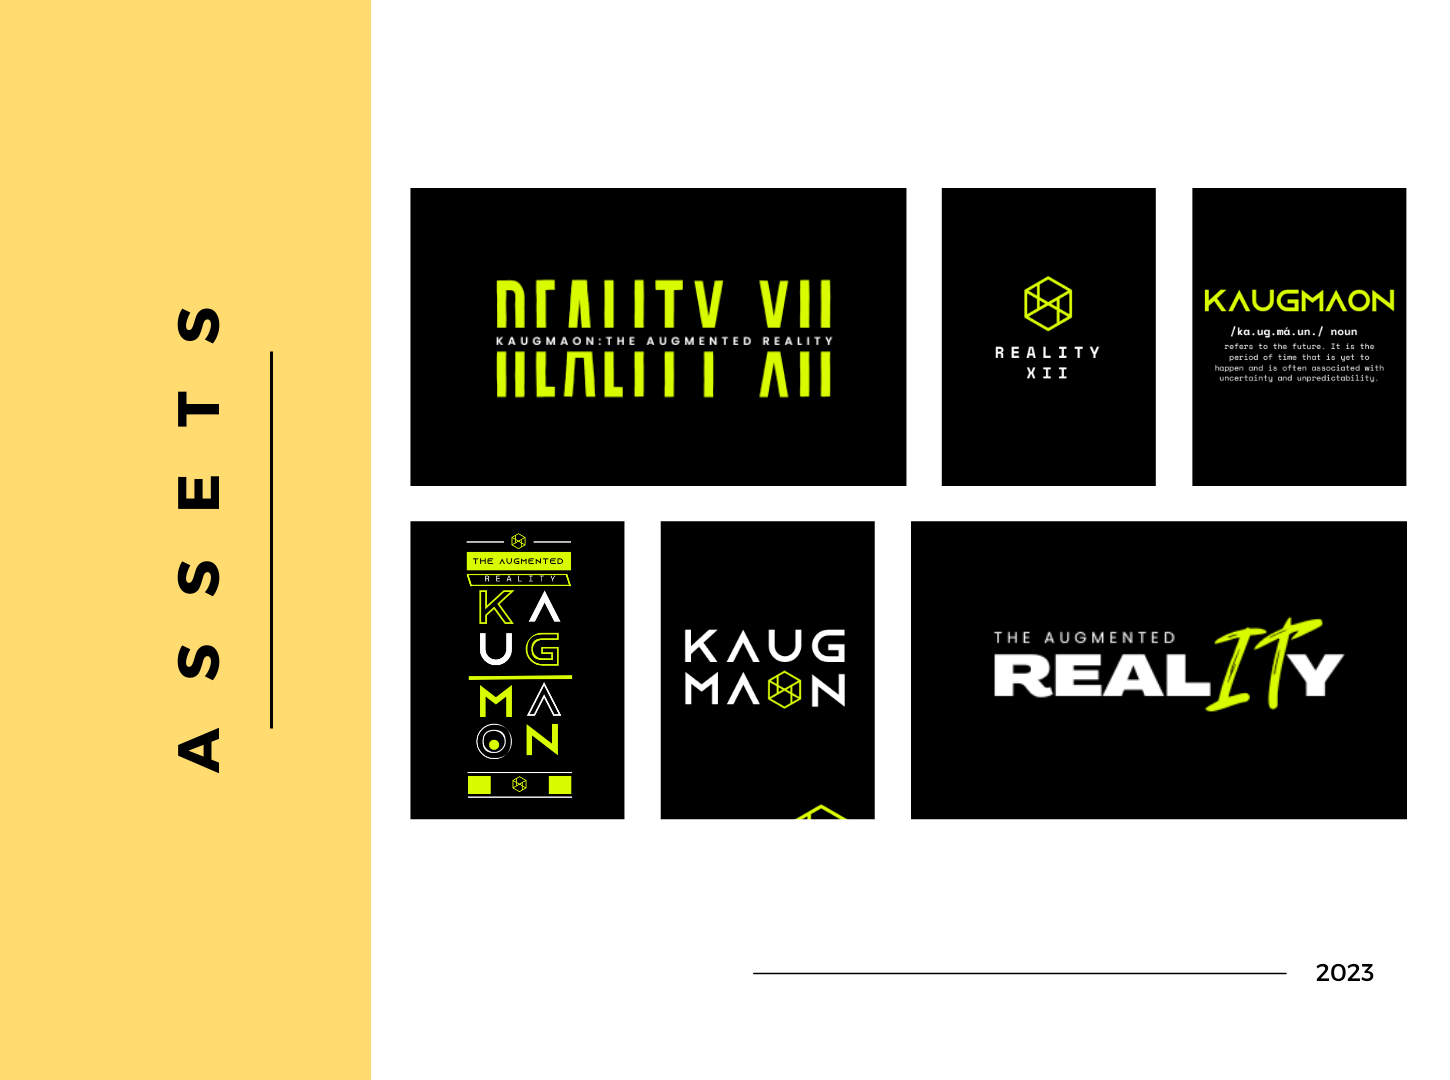 ASSETS
REALITY XII
KAUGMAON:THE AUGMENTED REALITY
REALITY
XII
KAUGMAON
/ka.ug.má.un./ noun
refers to the future. It is the
period of time that is yet to
happen and is often associated with
uncertainty and unpredictability.
THE AUGMENTED
REALITY
KA
UG
MA
ON
KAUG
MAON
THE AUGMENTED
REALITY
2023